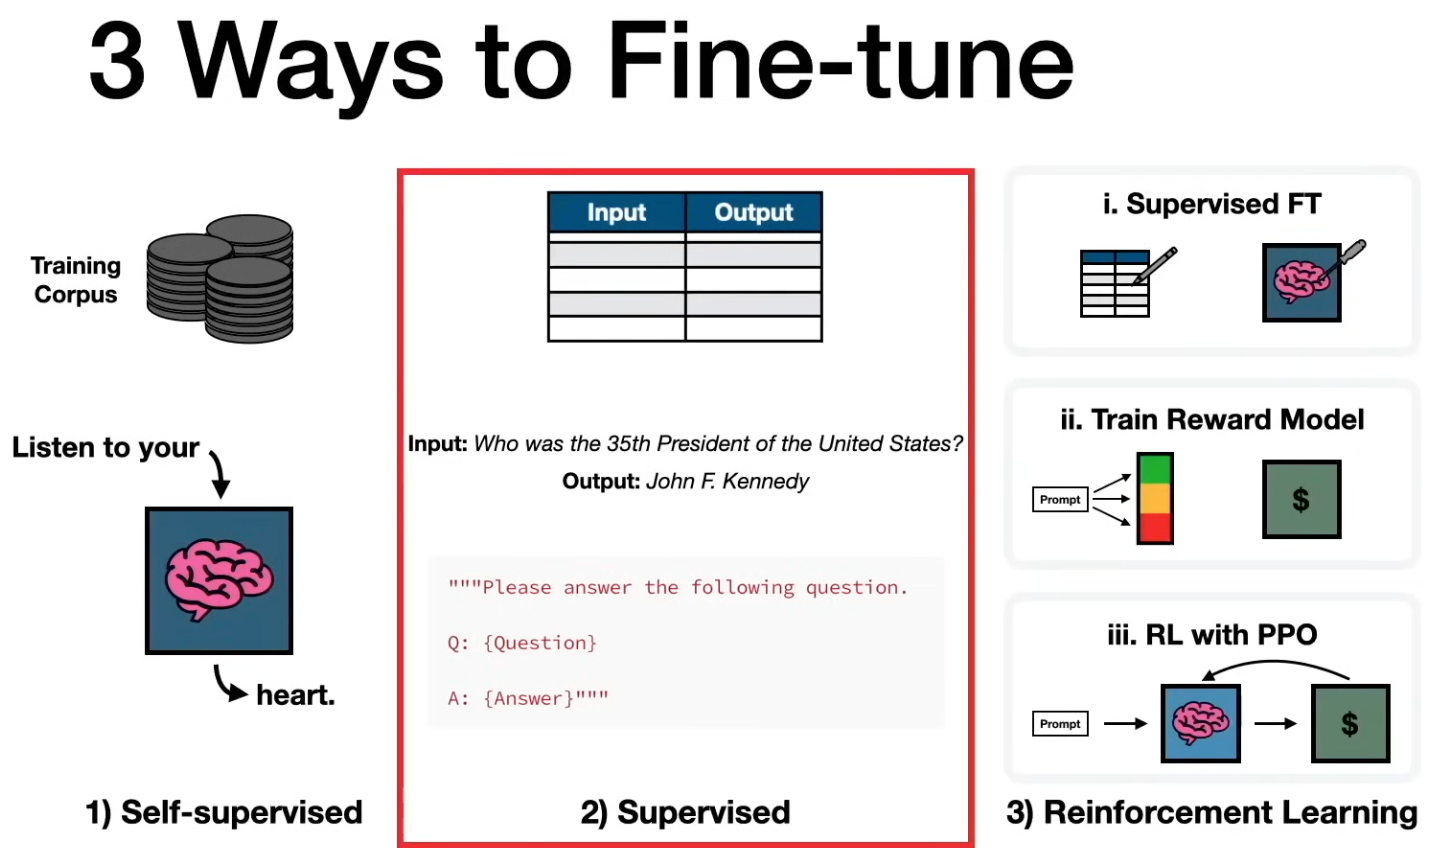 3 Ways to Fine-tune
Training
Corpus
Listen to your
heart.
1) Self-supervised
Input Output
Input: Who was the 35th President of the United States?
Output: John F. Kennedy
"""Please answer the following question.
Q: {Question}
A: {Answer}"""
2) Supervised
i. Supervised FT
ii. Train Reward Model
Prompt
$
iii. RL with PPO
Prompt
$
3) Reinforcement Learning